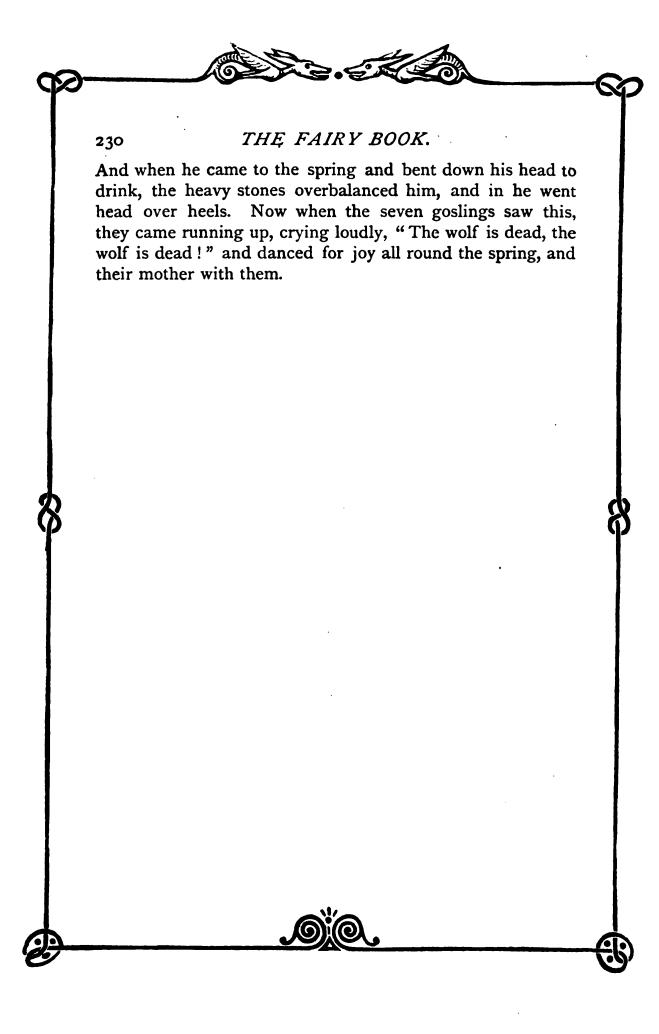 230 THE FAIRY BOOK.
And when he came to the spring and bent down his head to
drink, the heavy stones overbalanced him, and in he went
head over heels. Now when the seven goslings saw this,
they came running up, crying loudly, “ The wolf is dead, the
wolf is dead ! ” and danced for joy all round the spring, and
their mother with them.